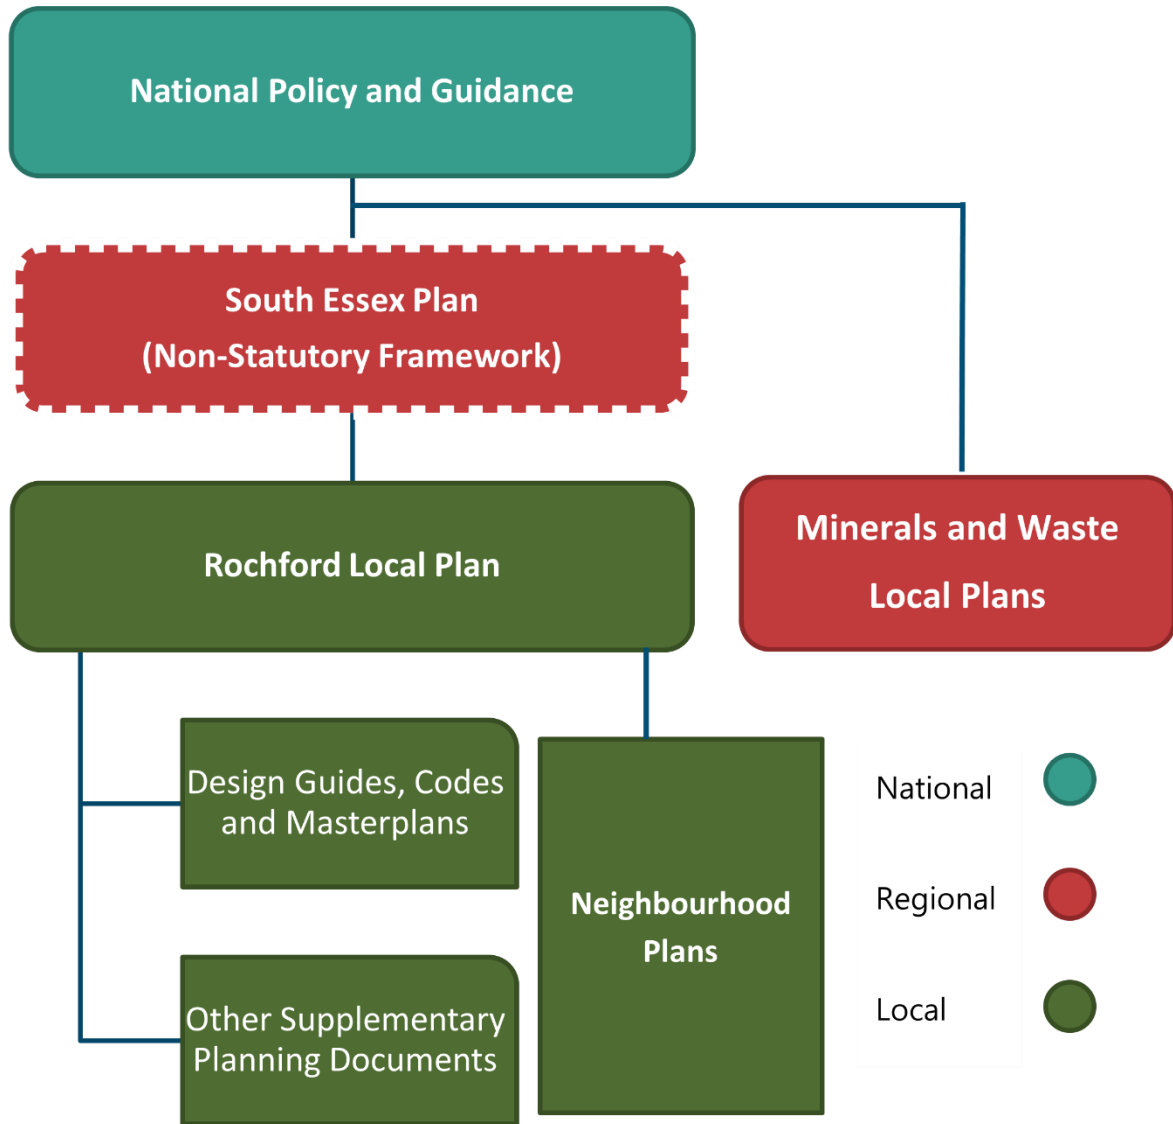 National Policy and Guidance
South Essex Plan
(Non-Statutory Framework)
Rochford Local Plan
Minerals and Waste
Local Plans
Design Guides, Codes
and Masterplans
Neighbourhood
Plans
Other Supplementary
Planning Documents
National
Regional
Local